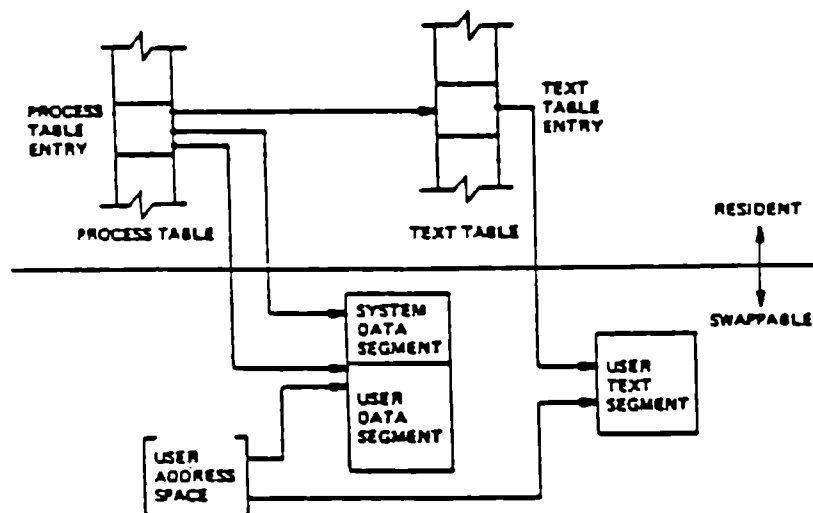 PROCESS
TABLE
ENTRY
TEXT
TABLE
ENTRY
PROCESS TABLE
TEXT TABLE
RESIDENT
SWAPPABLE
SYSTEM
DATA
SEGMENT
USER
DATA
SEGMENT
USER
TEXT
SEGMENT
USER
ADDRESS
SPACE